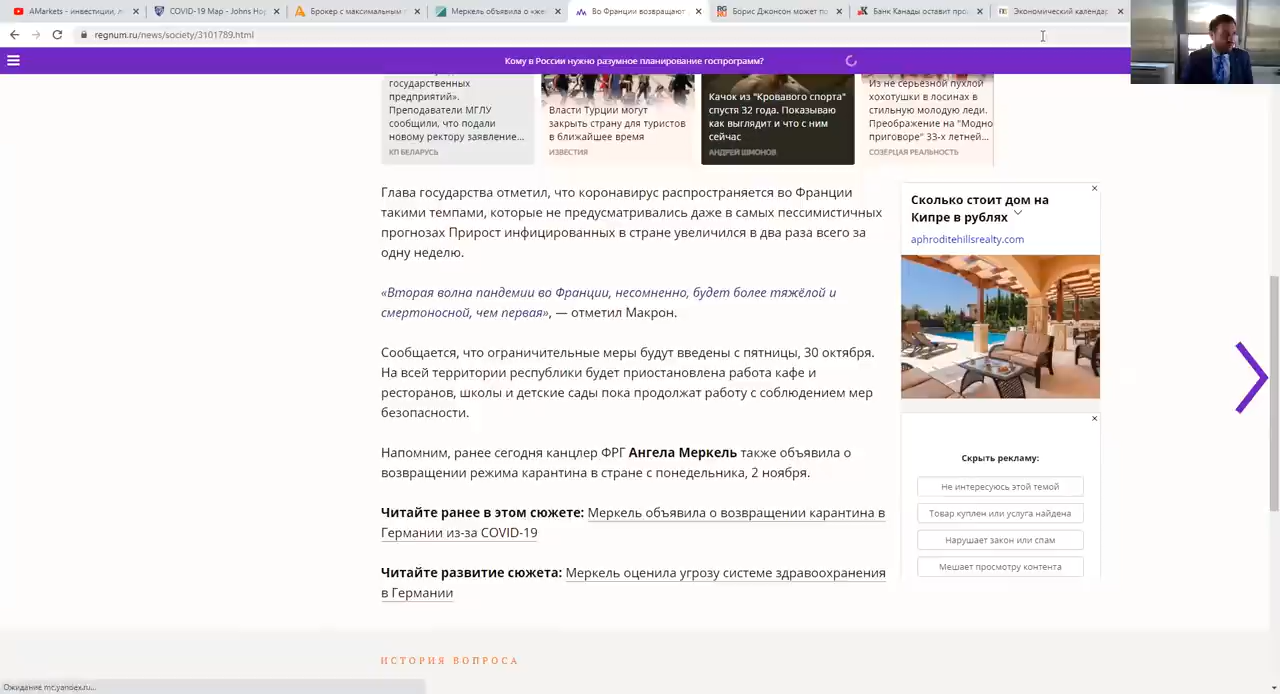 AMarkets - инвестиции, л
COVID-19 Map - Johns Ho
Брокер с максимальным
Меркель объявила о «же
Во Франции возвращают
Борис Джонсон может по
Банк Канады оставит про
Экономический календар
regnum.ru/news/society/3101789.html
Кому в России нужно разумное планирование госпрограмм?
государственных
предприятий».
Преподаватели МГЛУ
сообщили, что подали
новому ректору заявление...
КП БЕЛАРУСЬ
Власти Турции могут
закрыть страну для туристов
в ближайшее время
ИЗВЕСТИЯ
Качок из "Кровавого спорта"
спустя 32 года. Показываю
как выглядит и что с ним
сейчас
АНДРЕЙ ШМОНОВ
Из не серьезной пухлой
хохотушки в лосинах в
стильную молодую леди.
Преображение на "Модно
приговоре" 33-х летней...
СОЗЕРЦАЯ РЕАЛЬНОСТЬ
Глава государства отметил, что коронавирус распространяется во Франции
такими темпами, которые не предусматривались даже в самых пессимистичных
прогнозах Прирост инфицированных в стране увеличился в два раза всего за
одну неделю.
«Вторая волна пандемии во Франции, несомненно, будет более тяжёлой и
смертоносной, чем первая», — отметил Макрон.
Сообщается, что ограничительные меры будут введены с пятницы, 30 октября.
На всей территории республики будет приостановлена работа кафе и
ресторанов, школы и детские сады пока продолжат работу с соблюдением мер
безопасности.
Напомним, ранее сегодня канцлер ФРГ Ангела Меркель также объявила о
возвращении режима карантина в стране с понедельника, 2 ноября.
Читайте ранее в этом сюжете: Меркель объявила о возвращении карантина в
Германии из-за COVID-19
Читайте развитие сюжета: Меркель оценила угрозу системе здравоохранения
в Германии
ИСТОРИЯ ВОПРОСА
Сколько стоит дом на
Кипре в рублях
aphroditehillsrealty.com
Скрыть рекламу:
Не интересуюсь этой темой
Товар куплен или услуга найдена
Нарушает закон или спам
Мешает просмотру контента
Ожидание mc.yandex.ru...